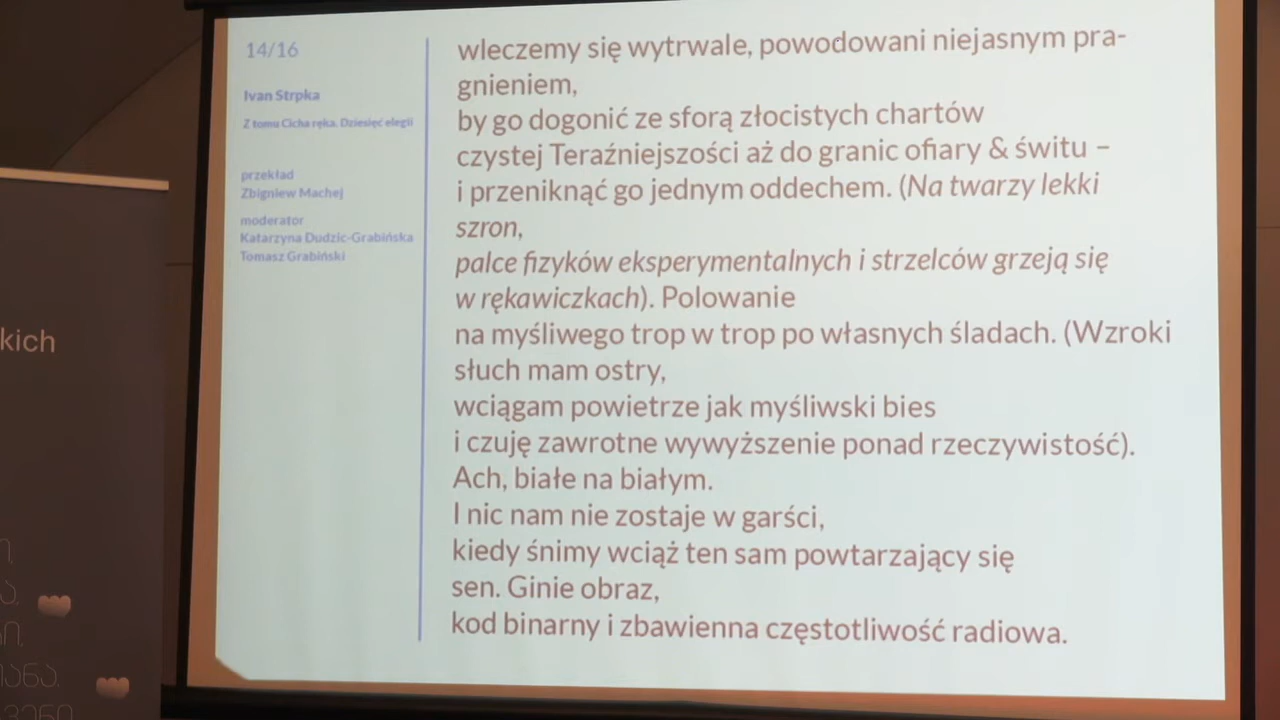 14/16
Ivan Strpka
Z tomu Cicha ręka. Dziesięć elegii
przekład
Zbigniew Machej
moderator
Katarzyna Dudzic-Grabińska
Tomasz Grabiński
wleczemy się wytrwale, powodowani niejasnym pra-
gnieniem,
by go dogonić ze sforą złocistych chartów
czystej Teraźniejszości aż do granic ofiary & świtu –
i przeniknąć go jednym oddechem. (Na twarzy lekki
szron,
palce fizyków eksperymentalnych i strzelców grzeją się
w rękawiczkach). Polowanie
na myśliwego trop w trop po własnych śladach. (Wzrok i
słuch mam ostry,
wciągam powietrze jak myśliwski bies
i czuję zawrotne wywyższenie ponad rzeczywistość).
Ach, białe na białym.
I nic nam nie zostaje w garści,
kiedy śnimy wciąż ten sam powtarzający się
sen. Ginie obraz,
kod binarny i zbawienna częstotliwość radiowa.
kich